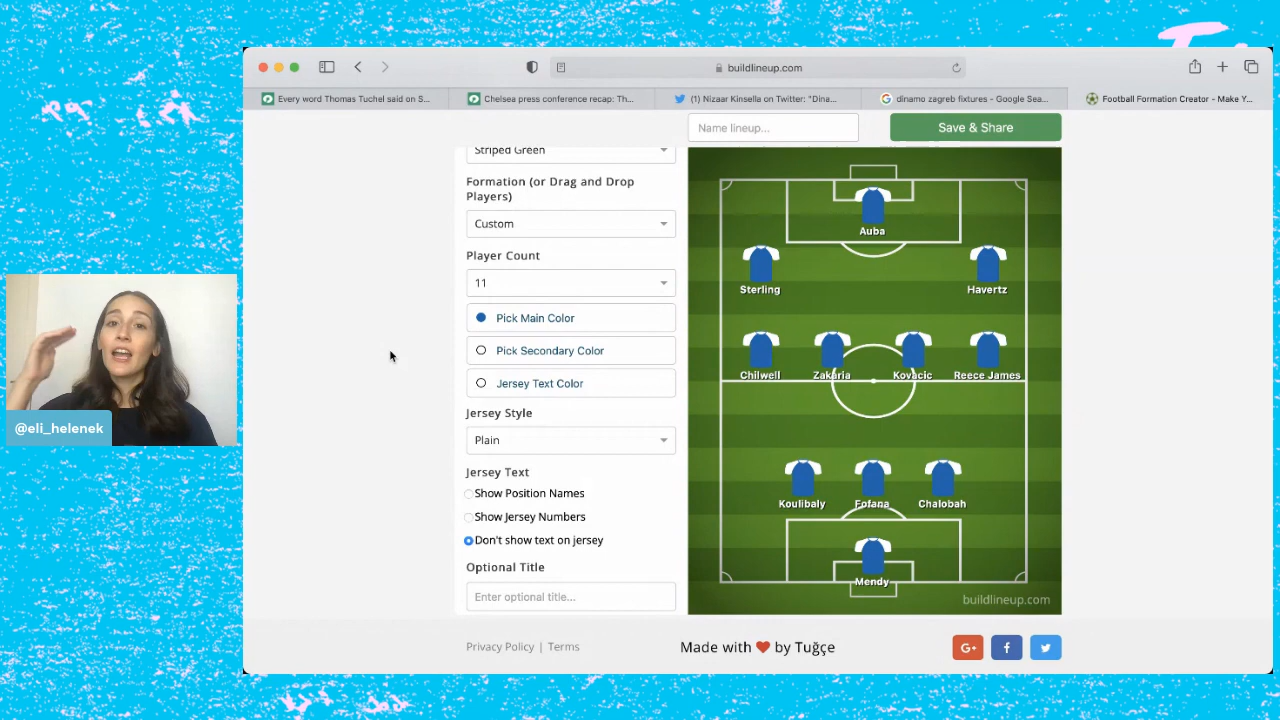 buildlineup.com
Every word Thomas Tuchel said on S...
Chelsea press conference recap: Th...
(1) Nizaar Kinsella on Twitter: "Dina...
dinamo zagreb fixtures - Google Sea...
Football Formation Creator - Make Y...
Name lineup...
Save & Share
Striped Green
Formation (or Drag and Drop
Players)
Custom
Player Count
11
Pick Main Color
Pick Secondary Color
Jersey Text Color
Jersey Style
Plain
Jersey Text
Show Position Names
Show Jersey Numbers
Don't show text on jersey
Optional Title
Enter optional title...
Auba
Sterling
Havertz
Chilwell
Zakaria
Kovacic
Reece James
Koulibaly
Fofana
Chalobah
Mendy
buildlineup.com
@eli_helenek
Privacy Policy | Terms
Made with ❤ by Tuğçe
G+
f